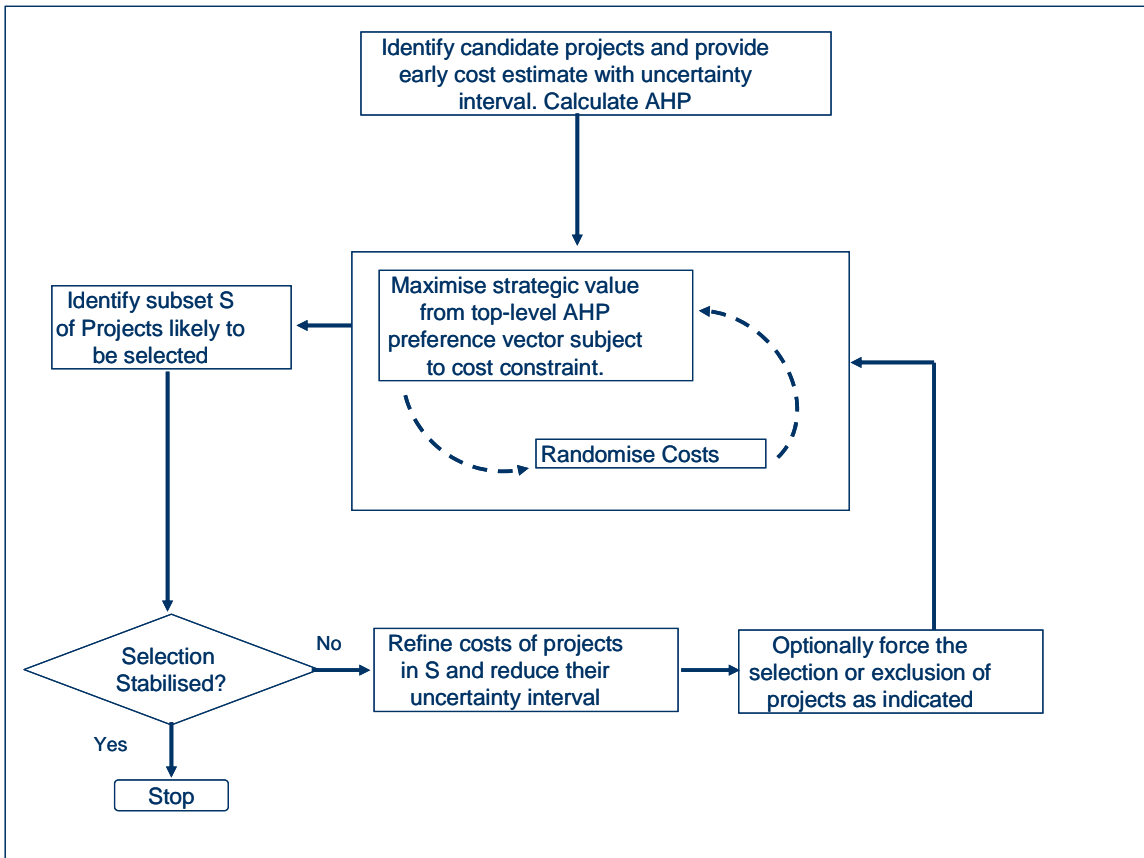 Identify candidate projects and provide
early cost estimate with uncertainty
interval. Calculate AHP
Maximise strategic value
from top-level AHP
preference vector subject
to cost constraint.
Randomise Costs
Identify subset S
of Projects likely to
be selected
Selection
Stabilised?
No
Refine costs of projects
in S and reduce their
uncertainty interval
Optionally force the
selection or exclusion of
projects as indicated
Yes
Stop